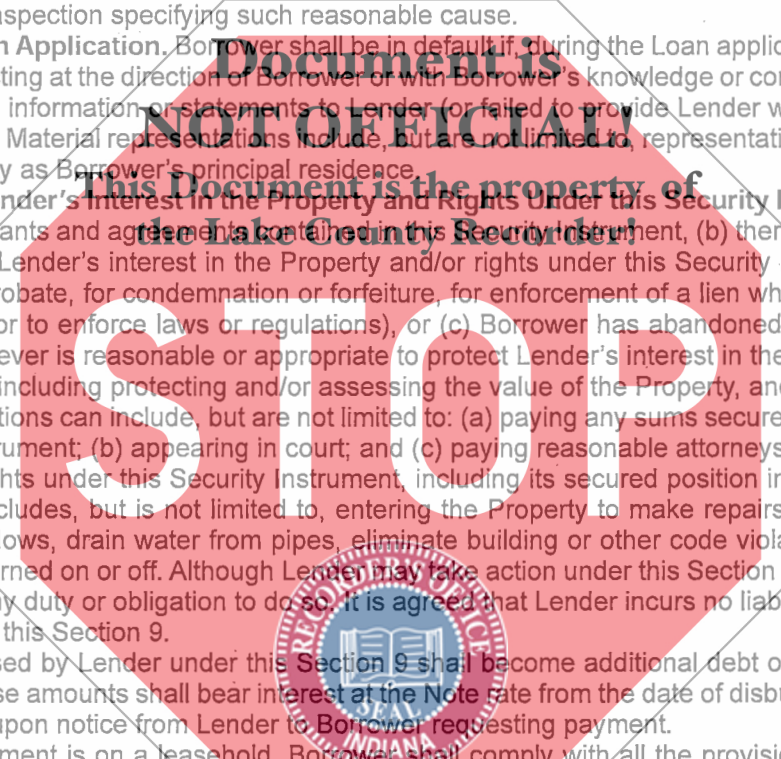 spection specifying such reasonable cause.
n Application. Borrower shall be in default if, during the Loan applic
ting at the direction of Borrower or with Borrower's knowledge or co
information or statements to Lender (or failed to provide Lender w
Material representations include, but are not limited to, representati
y as Borrower's principal residence.
nder's Interest in the Property and Rights Under this Security I
ants and agreements contained in this Security Instrument, (b) ther
Lender's interest in the Property and/or rights under this Security
obate, for condemnation or forfeiture, for enforcement of a lien wh
or to enforce laws or regulations), or (c) Borrower has abandoned
ever is reasonable or appropriate to protect Lender's interest in the
including protecting and/or assessing the value of the Property, an
tions can include, but are not limited to: (a) paying any sums secure
rument; (b) appearing in court; and (c) paying reasonable attorneys
hts under this Security Instrument, including its secured position in
cludes, but is not limited to, entering the Property to make repairs
ows, drain water from pipes, eliminate building or other code viola
rned on or off. Although Lender may take action under this Section
y duty or obligation to do so. It is agreed that Lender incurs no liab
this Section 9.
sed by Lender under this Section 9 shall become additional debt o
se amounts shall bear interest at the Note rate from the date of disb
upon notice from Lender to Borrower requesting payment.
ment is on a leasehold, Borrower shall comply with all the provisi
Document is
NOT OFFICIAL!
This Document is the property of
the Lake County Recorder!
STOP
RECORDER'S OFFICE
SEAL
INDIANA